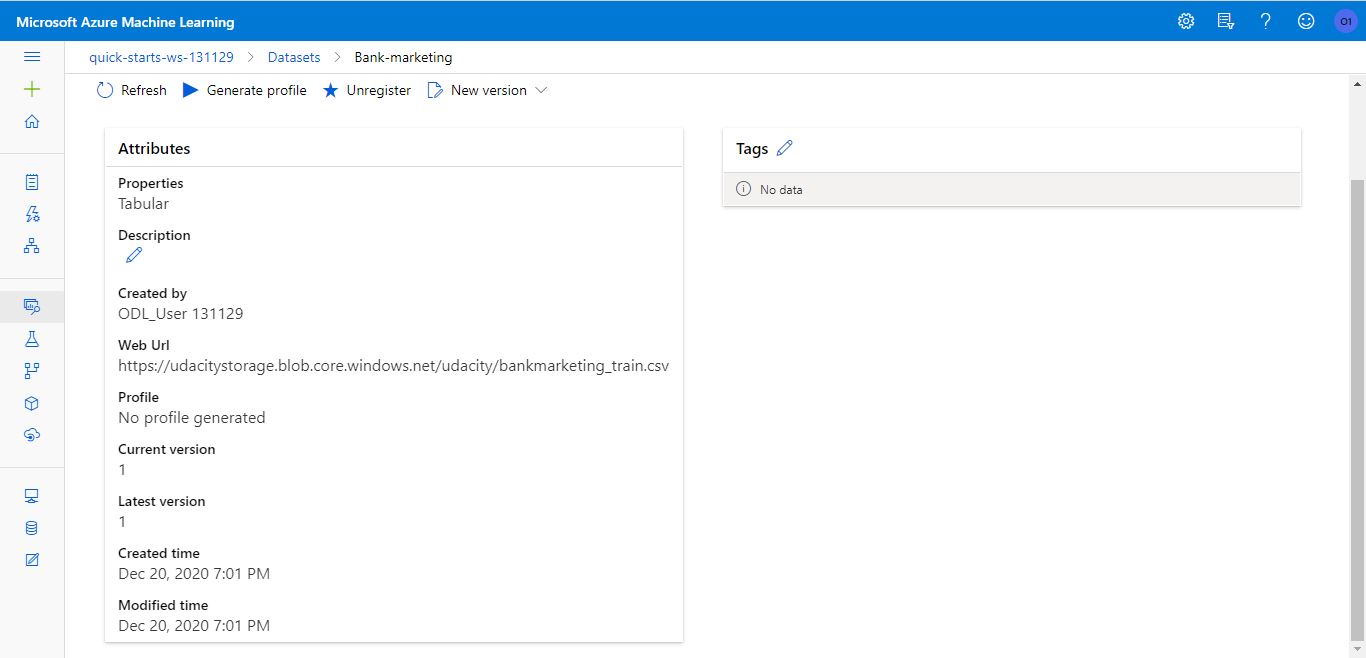 Microsoft Azure Machine Learning
O1
quick-starts-ws-131129 > Datasets > Bank-marketing
Refresh Generate profile Unregister New version
Attributes
Properties
Tabular
Description
Created by
ODL_User 131129
Web Url
https://udacitystorage.blob.core.windows.net/udacity/bankmarketing_train.csv
Profile
No profile generated
Current version
1
Latest version
1
Created time
Dec 20, 2020 7:01 PM
Modified time
Dec 20, 2020 7:01 PM
Tags
No data